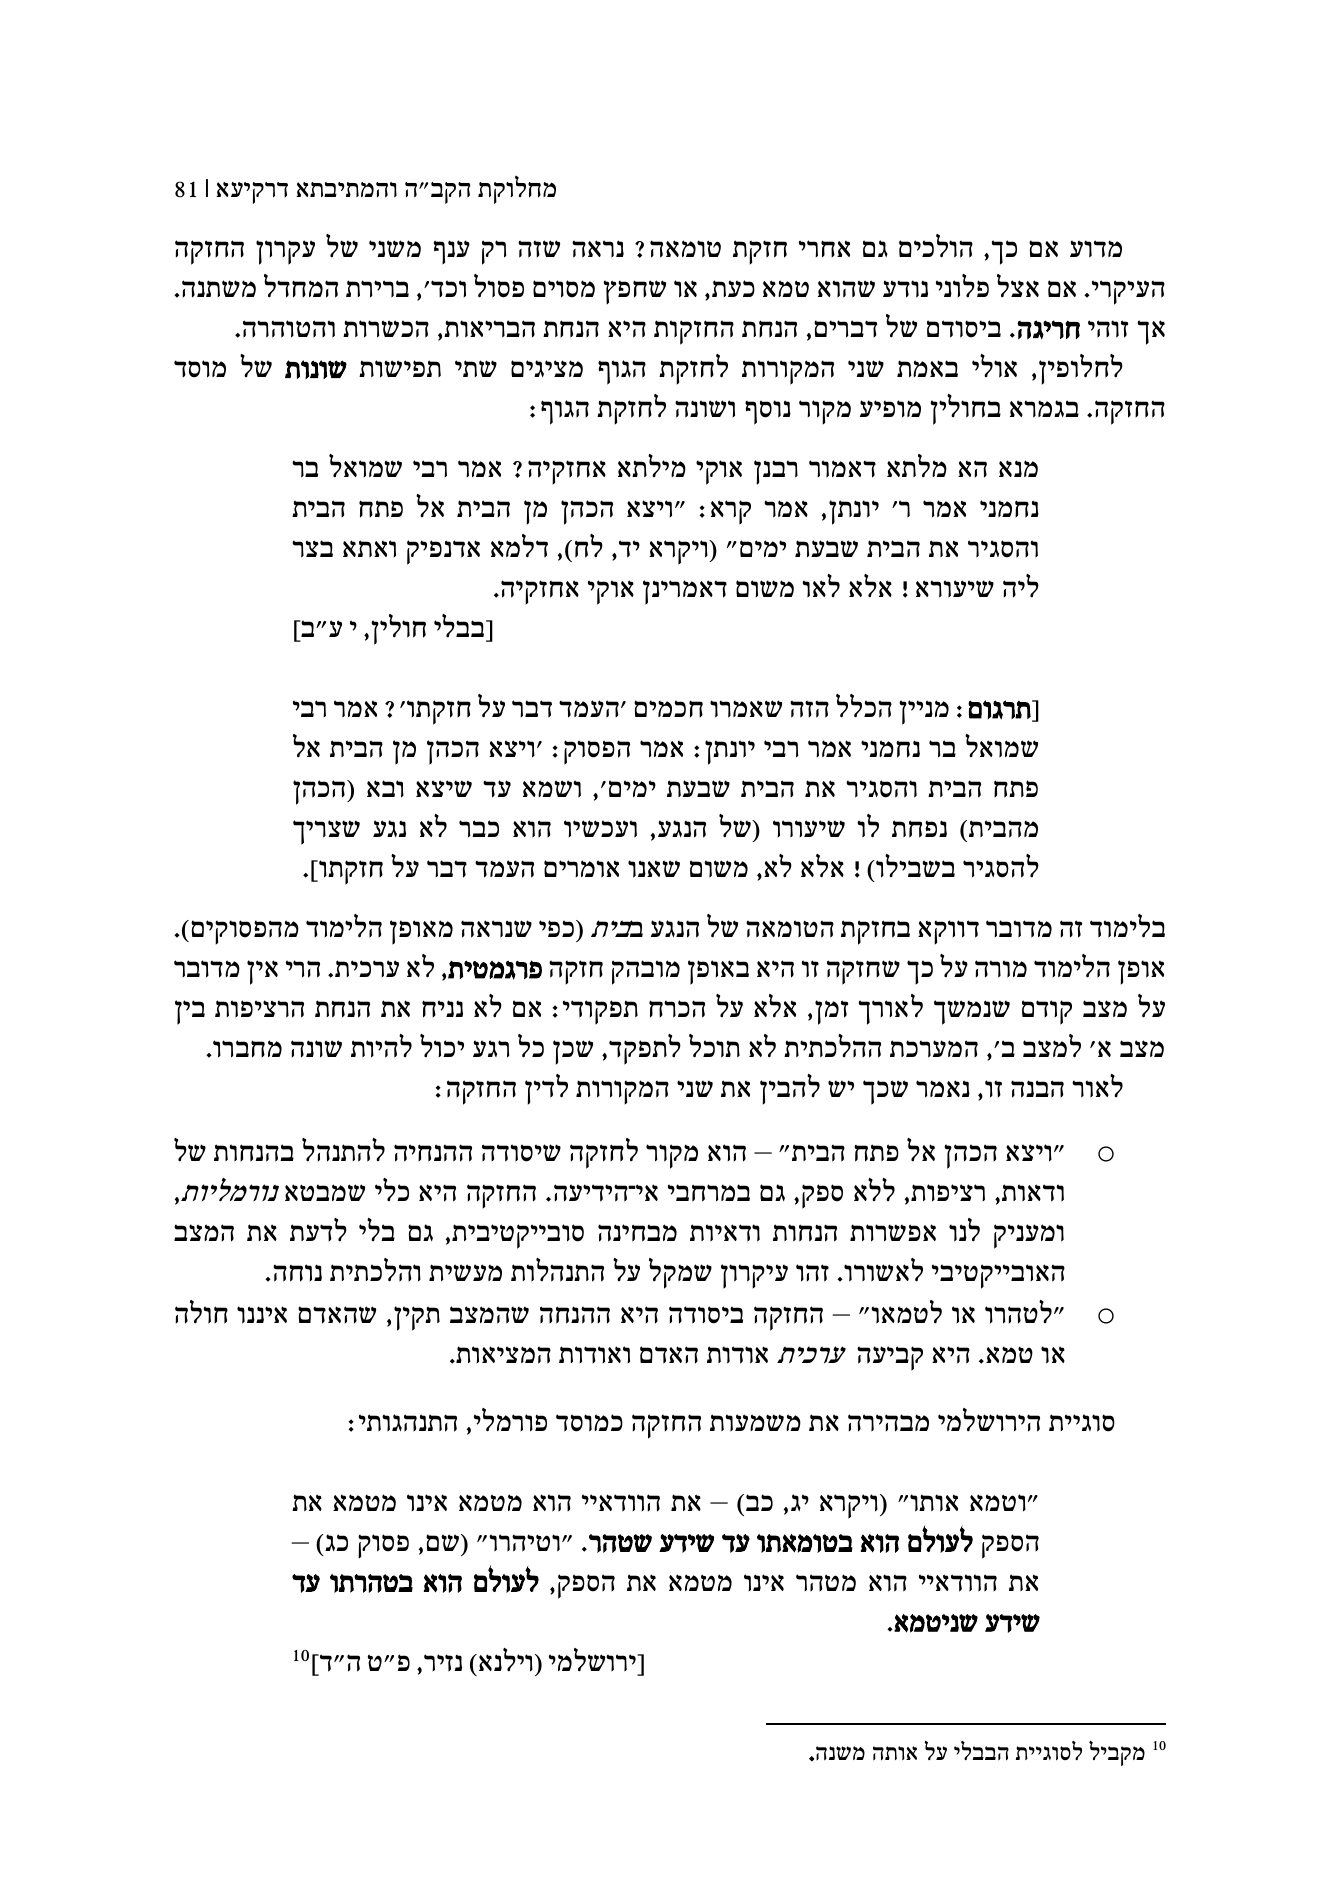 מחלוקת הקב״ה והמתיבתא דרקיעא | 81
מדוע אם כך, הולכים גם אחרי חזקת טומאה? נראה שזה רק ענף משני של עקרון החזקה
העיקרי. אם אצל פלוני נודע שהוא טמא כעת, או שחפץ מסוים פסול וכד׳, ברירת המחדל משתנה.
אך זוהי חריגה. ביסודם של דברים, הנחת החזקות היא הנחת הבריאות, הכשרות והטוהרה.
לחלופין, אולי באמת שני המקורות לחזקת הגוף מציגים שתי תפישות שונות של מוסד
החזקה. בגמרא בחולין מופיע מקור נוסף ושונה לחזקת הגוף:
מנא הא מלתא דאמור רבנן אוקי מילתא אחזקיה? אמר רבי שמואל בר
נחמני אמר ר׳ יונתן, אמר קרא: ״ויצא הכהן מן הבית אל פתח הבית
והסגיר את הבית שבעת ימים״ (ויקרא יד, לח), דלמא אדנפיק ואתא בצר
ליה שיעורא! אלא לאו משום דאמרינן אוקי אחזקיה.
[בבלי חולין, י ע״ב]
[תרגום: מניין הכלל הזה שאמרו חכמים ׳העמד דבר על חזקתו׳? אמר רבי
שמואל בר נחמני אמר רבי יונתן: אמר הפסוק: ׳ויצא הכהן מן הבית אל
פתח הבית והסגיר את הבית שבעת ימים׳, ושמא עד שיצא ובא (הכהן
מהבית) נפחת לו שיעורו (של הנגע, ועכשיו הוא כבר לא נגע שצריך
להסגיר בשבילו)! אלא לא, משום שאנו אומרים העמד דבר על חזקתו].
בלימוד זה מדובר דווקא בחזקת הטומאה של הנגע בבית (כפי שנראה מאופן הלימוד מהפסוקים).
אופן הלימוד מורה על כך שחזקה זו היא באופן מובהק חזקה פרגמטית, לא ערכית. הרי אין מדובר
על מצב קודם שנמשך לאורך זמן, אלא על הכרח תפקודי: אם לא נניח את הנחת הרציפות בין
מצב א׳ למצב ב׳, המערכת ההלכתית לא תוכל לתפקד, שכן כל רגע יכול להיות שונה מחברו.
לאור הבנה זו, נאמר שכך יש להבין את שני המקורות לדין החזקה:
○ ״ויצא הכהן אל פתח הבית״ – הוא מקור לחזקה שיסודה ההנחיה להתנהל בהנחות של
ודאות, רציפות, ללא ספק, גם במרחבי אי־הידיעה. החזקה היא כלי שמבטא נורמליות,
ומעניק לנו אפשרות הנחות ודאיות מבחינה סובייקטיבית, גם בלי לדעת את המצב
האובייקטיבי לאשורו. זהו עיקרון שמקל על התנהלות מעשית והלכתית נוחה.
○ ״לטהרו או לטמאו״ – החזקה ביסודה היא ההנחה שהמצב תקין, שהאדם איננו חולה
או טמא. היא קביעה ערכית אודות האדם ואודות המציאות.
סוגיית הירושלמי מבהירה את משמעות החזקה כמוסד פורמלי, התנהגותי:
״וטמא אותו״ (ויקרא יג, כב) – את הוודאיי הוא מטמא אינו מטמא את
הספק לעולם הוא בטומאתו עד שידע שטהר. ״וטיהרו״ (שם, פסוק כג) –
את הוודאיי הוא מטהר אינו מטמא את הספק, לעולם הוא בטהרתו עד
שידע שניטמא.
[ירושלמי (וילנא) נזיר, פ״ט ה״ד]10
10 מקביל לסוגיית הבבלי על אותה משנה.